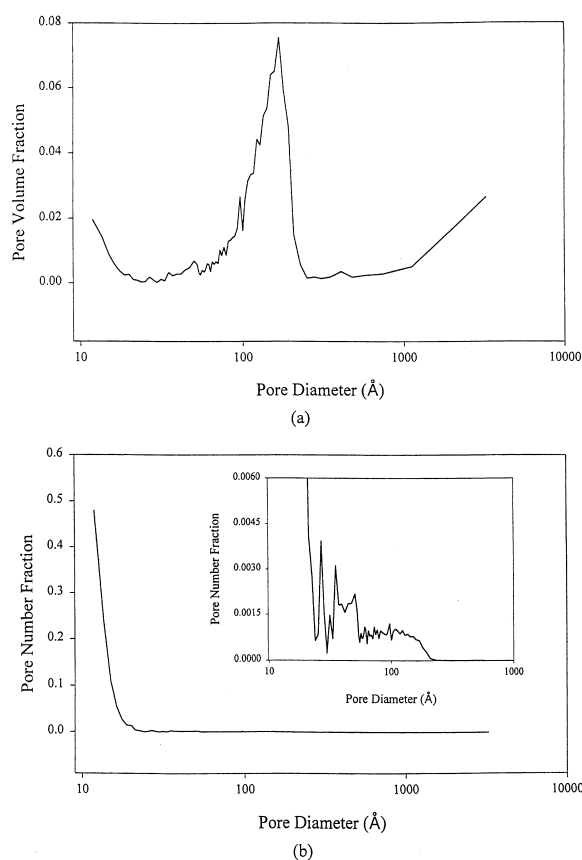 0.08
0.06
0.04
0.02
0.00
Pore Volume Fraction
10 100 1000 10000
Pore Diameter (Å)
(a)
0.6
0.5
0.4
0.3
0.2
0.1
0.0
Pore Number Fraction
0.0060
0.0045
0.0030
0.0015
0.0000
Pore Number Fraction
10 100 1000
Pore Diameter (Å)
10 100 1000 10000
Pore Diameter (Å)
(b)